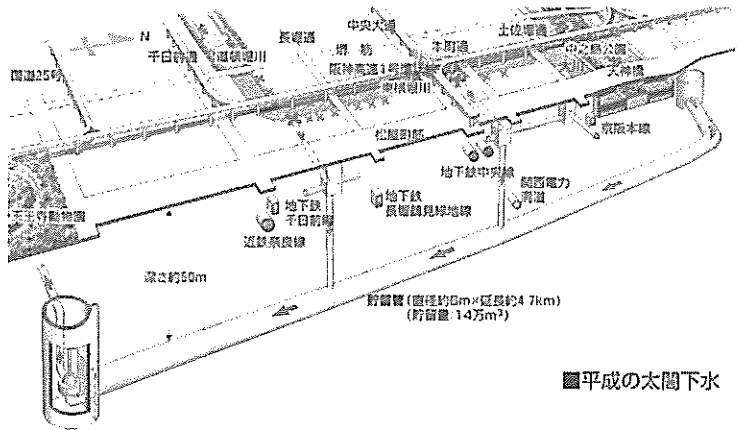 N
中央大通
土佐堀通
長堀通
堺筋
本町通
中之島公園
千日前通
道頓堀川
大川
国道25号
阪神高速1号環状線
天神橋
東横堀川
京阪本線
松屋町筋
地下鉄中央線
関西電力
洞道
地下鉄
長堀鶴見緑地線
地下鉄
千日前線
近鉄奈良線
天王寺動物園
深さ約50m
貯留管(直径約6m×延長約4.7km)
(貯留量:14万m³)
■平成の太閤下水